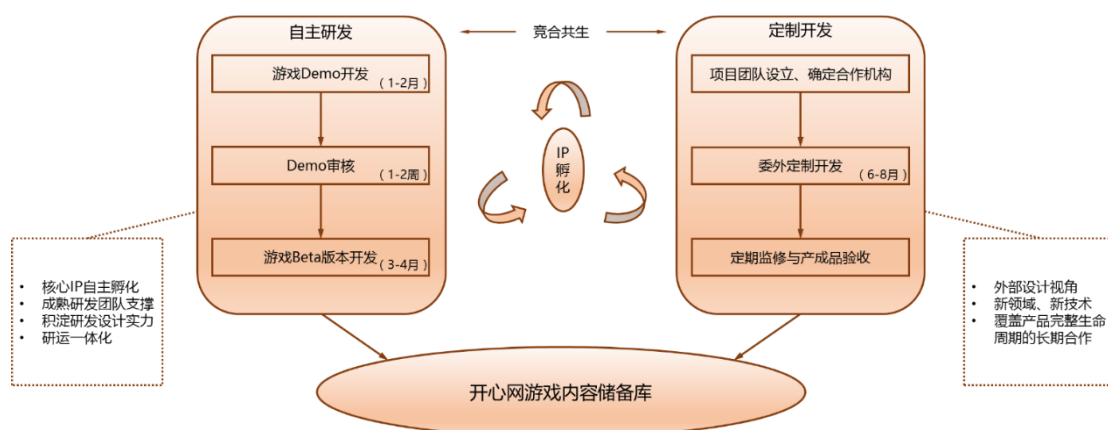 自主研发
竞合共生
定制开发
游戏Demo开发
（1-2月）
Demo审核
（1-2周）
游戏Beta版本开发
（3-4月）
IP
孵
化
项目团队设立、确定合作机构
委外定制开发
（6-8月）
定期监修与产成品验收
• 核心IP自主孵化
• 成熟研发团队支撑
• 积淀研发设计实力
• 研运一体化
• 外部设计视角
• 新领域、新技术
• 覆盖产品完整生命
周期的长期合作
开心网游戏内容储备库